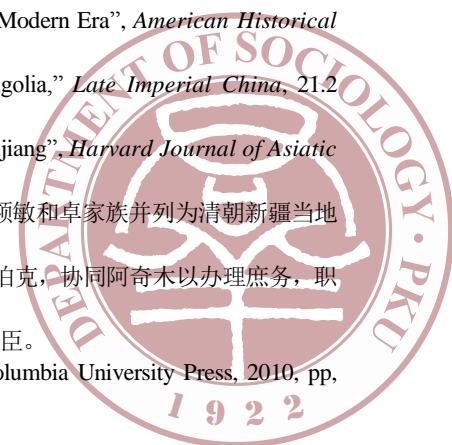 Modern Era”, American Historical
ngolia,” Late Imperial China, 21.2
jiang”, Harvard Journal of Asiatic
额敏和卓家族并列为清朝新疆当地
伯克，协同阿奇木以办理庶务，职
臣。
olumbia University Press, 2010, pp,
DEPARTMENT OF SOCIOLOGY · PKU
1922